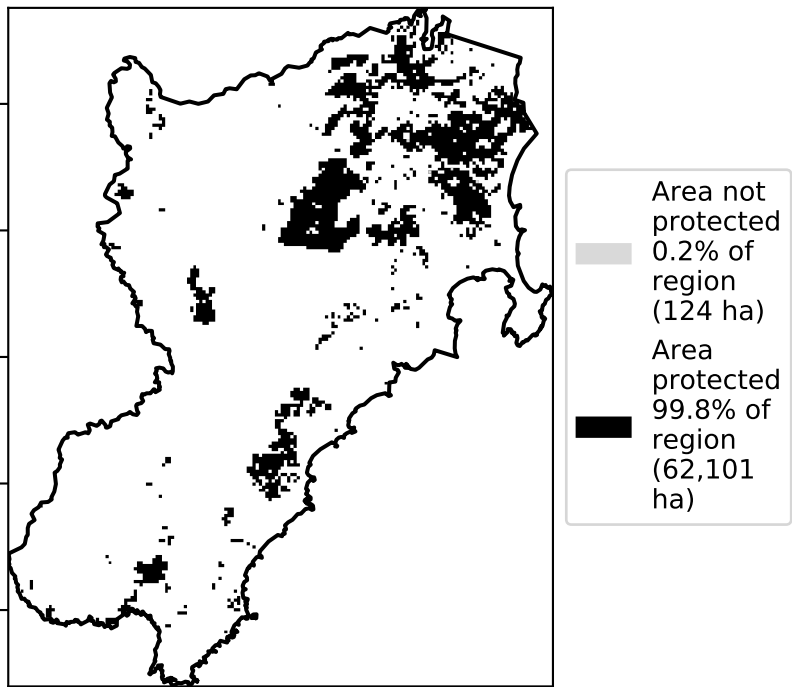 Area not
protected
0.2% of
region
(124 ha)
Area
protected
99.8% of
region
(62,101
ha)